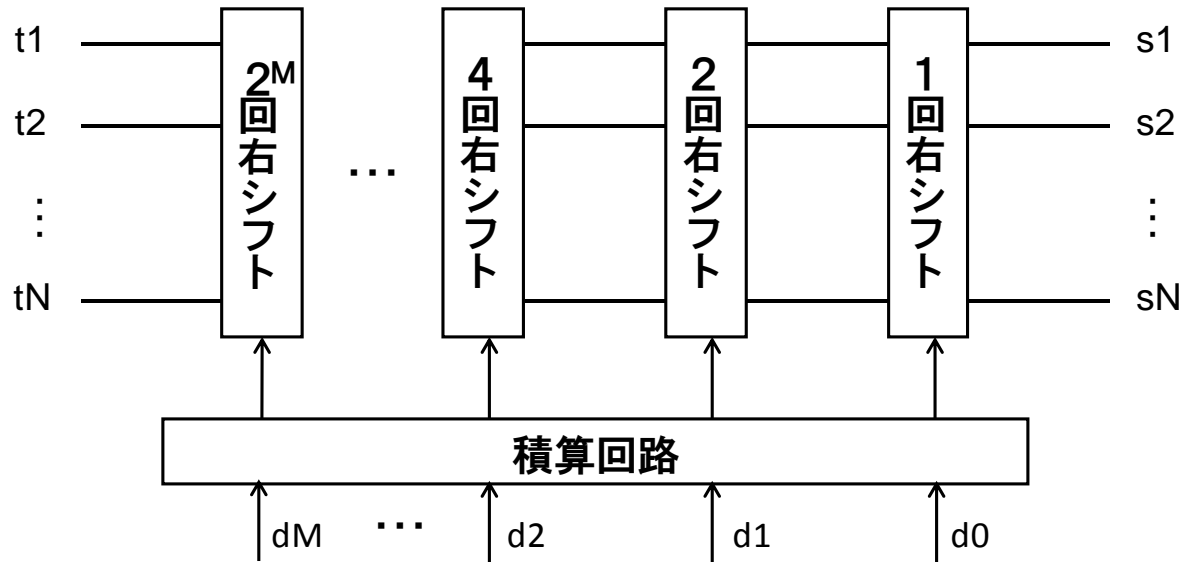 t1
t2
⋮
tN
2M回右シフト
…
4回右シフト
2回右シフト
1回右シフト
s1
s2
⋮
sN
積算回路
dM
…
d2
d1
d0